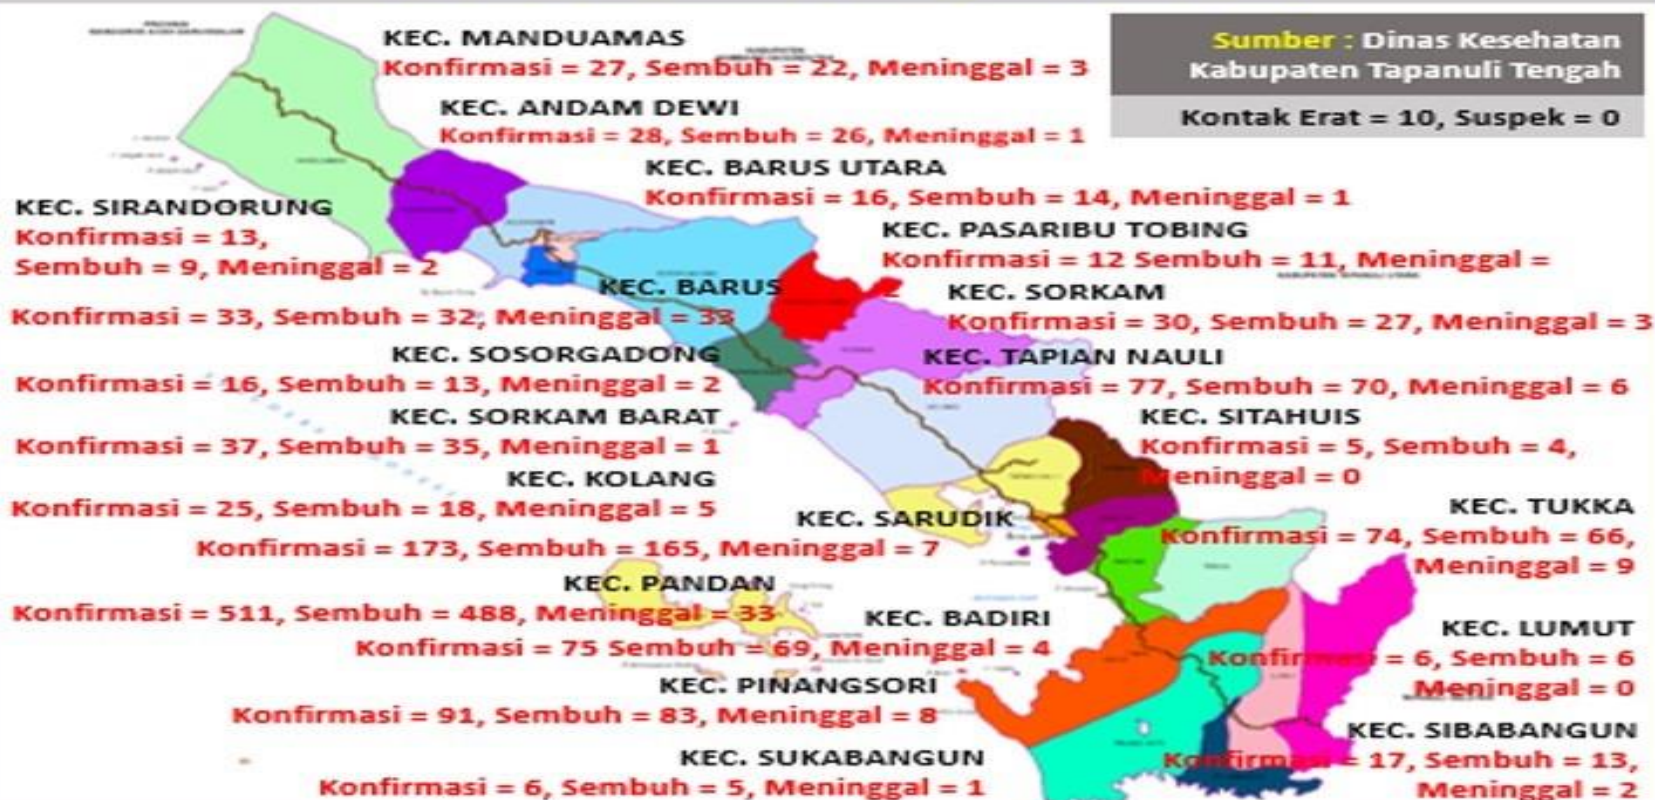 Sumber : Dinas Kesehatan
Kabupaten Tapanuli Tengah
Kontak Erat = 10, Suspek = 0
KEC. MANDUAMAS
Konfirmasi = 27, Sembuh = 22, Meninggal = 3
KEC. ANDAM DEWI
Konfirmasi = 28, Sembuh = 26, Meninggal = 1
KEC. BARUS UTARA
Konfirmasi = 16, Sembuh = 14, Meninggal = 1
KEC. SIRANDORUNG
Konfirmasi = 13,
Sembuh = 9, Meninggal = 2
KEC. PASARIBU TOBING
Konfirmasi = 12 Sembuh = 11, Meninggal =
KEC. BARUS
Konfirmasi = 33, Sembuh = 32, Meninggal = 33
KEC. SORKAM
Konfirmasi = 30, Sembuh = 27, Meninggal = 3
KEC. SOSORGADONG
Konfirmasi = 16, Sembuh = 13, Meninggal = 2
KEC. TAPIAN NAULI
Konfirmasi = 77, Sembuh = 70, Meninggal = 6
KEC. SORKAM BARAT
Konfirmasi = 37, Sembuh = 35, Meninggal = 1
KEC. SITAHUIS
Konfirmasi = 5, Sembuh = 4,
Meninggal = 0
KEC. KOLANG
Konfirmasi = 25, Sembuh = 18, Meninggal = 5
KEC. SARUDIK
Konfirmasi = 173, Sembuh = 165, Meninggal = 7
KEC. TUKKA
Konfirmasi = 74, Sembuh = 66,
Meninggal = 9
KEC. PANDAN
Konfirmasi = 511, Sembuh = 488, Meninggal = 33
KEC. BADIRI
Konfirmasi = 75 Sembuh = 69, Meninggal = 4
KEC. LUMUT
Konfirmasi = 6, Sembuh = 6
Meninggal = 0
KEC. PINANGSORI
Konfirmasi = 91, Sembuh = 83, Meninggal = 8
KEC. SIBABANGUN
Konfirmasi = 17, Sembuh = 13,
Meninggal = 2
KEC. SUKABANGUN
Konfirmasi = 6, Sembuh = 5, Meninggal = 1